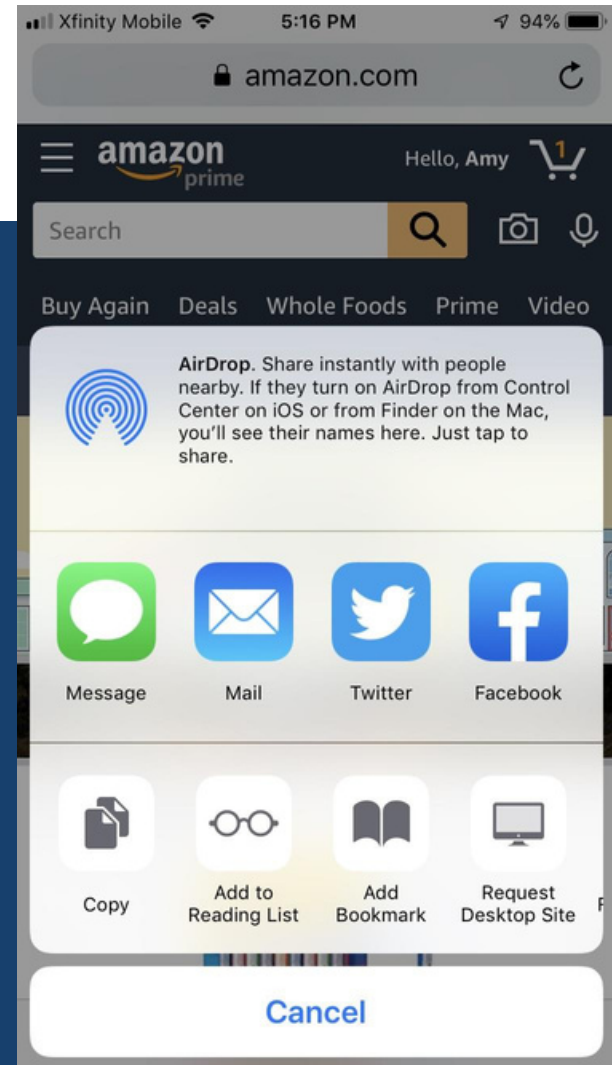 Xfinity Mobile 5:16 PM 94%
amazon.com
amazon Hello, Amy 1
prime
Search
Buy Again Deals Whole Foods Prime Video
AirDrop. Share instantly with people
nearby. If they turn on AirDrop from Control
Center on iOS or from Finder on the Mac,
you'll see their names here. Just tap to
share.
Message Mail Twitter Facebook
Copy Add to Reading List Add Bookmark Request Desktop Site
Cancel